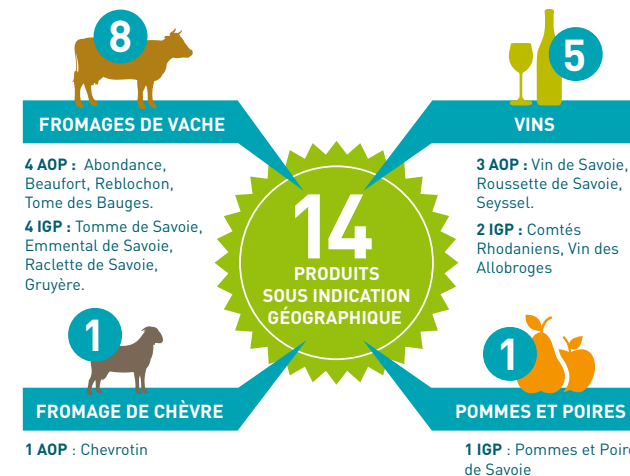 8
FROMAGES DE VACHE
4 AOP : Abondance,
Beaufort, Reblochon,
Tome des Bauges.
4 IGP : Tomme de Savoie,
Emmental de Savoie,
Raclette de Savoie,
Gruyère.
5
VINS
3 AOP : Vin de Savoie,
Roussette de Savoie,
Seyssel.
2 IGP : Comtés
Rhodaniens, Vin des
Allobroges
14
PRODUITS
SOUS INDICATION
GÉOGRAPHIQUE
1
FROMAGE DE CHÈVRE
1 AOP : Chevrotin
1
POMMES ET POIRES
1 IGP : Pommes et Poire
de Savoie